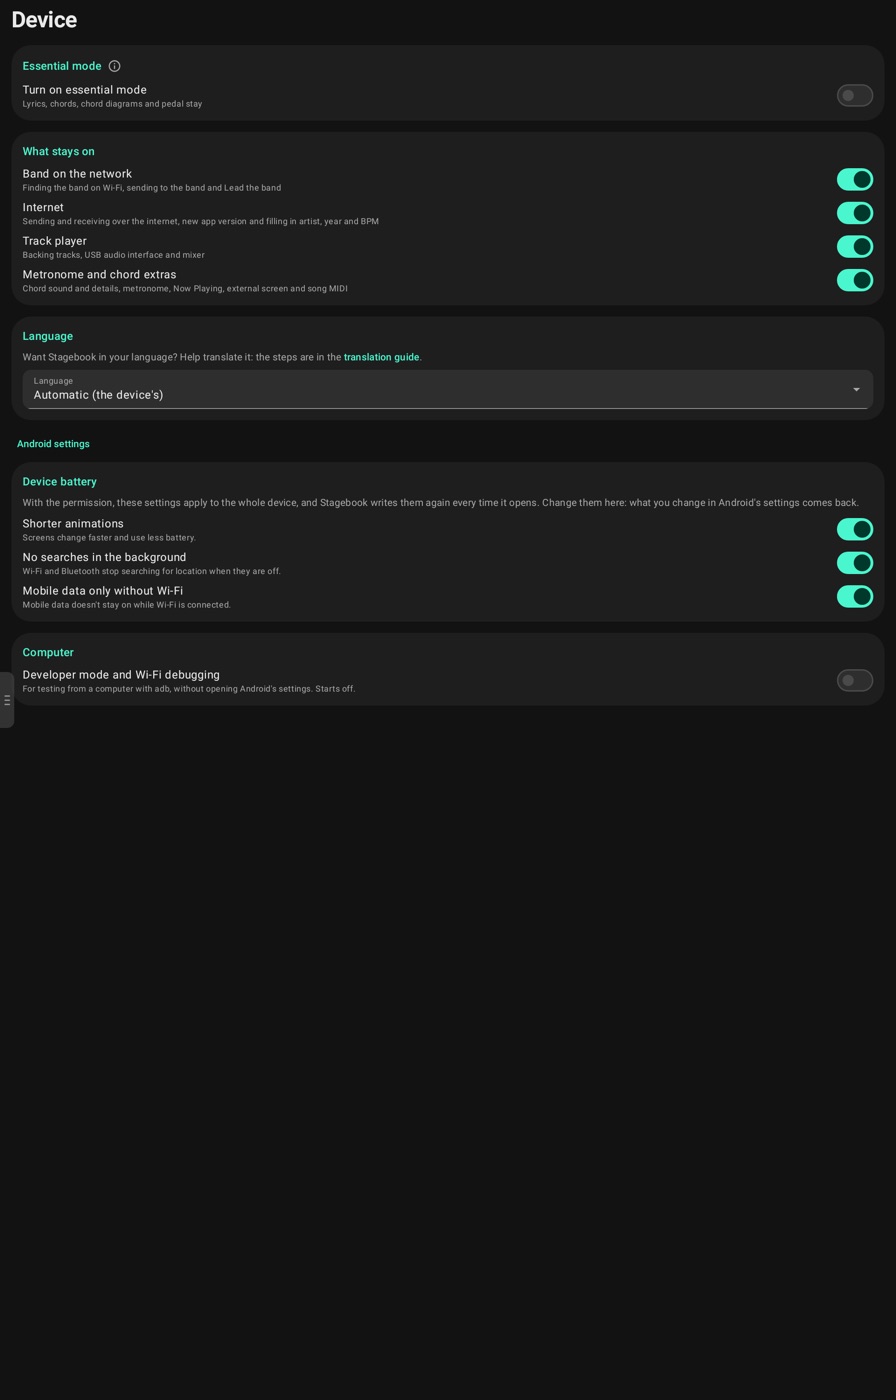 Device
Essential mode
Turn on essential mode
Lyrics, chords, chord diagrams and pedal stay
What stays on
Band on the network
Finding the band on Wi-Fi, sending to the band and Lead the band
Internet
Sending and receiving over the internet, new app version and filling in artist, year and BPM
Track player
Backing tracks, USB audio interface and mixer
Metronome and chord extras
Chord sound and details, metronome, Now Playing, external screen and song MIDI
Language
Want Stagebook in your language? Help translate it: the steps are in the translation guide.
Language
Automatic (the device's)
Android settings
Device battery
With the permission, these settings apply to the whole device, and Stagebook writes them again every time it opens. Change them here: what you change in Android's settings comes back.
Shorter animations
Screens change faster and use less battery.
No searches in the background
Wi-Fi and Bluetooth stop searching for location when they are off.
Mobile data only without Wi-Fi
Mobile data doesn't stay on while Wi-Fi is connected.
Computer
Developer mode and Wi-Fi debugging
For testing from a computer with adb, without opening Android's settings. Starts off.